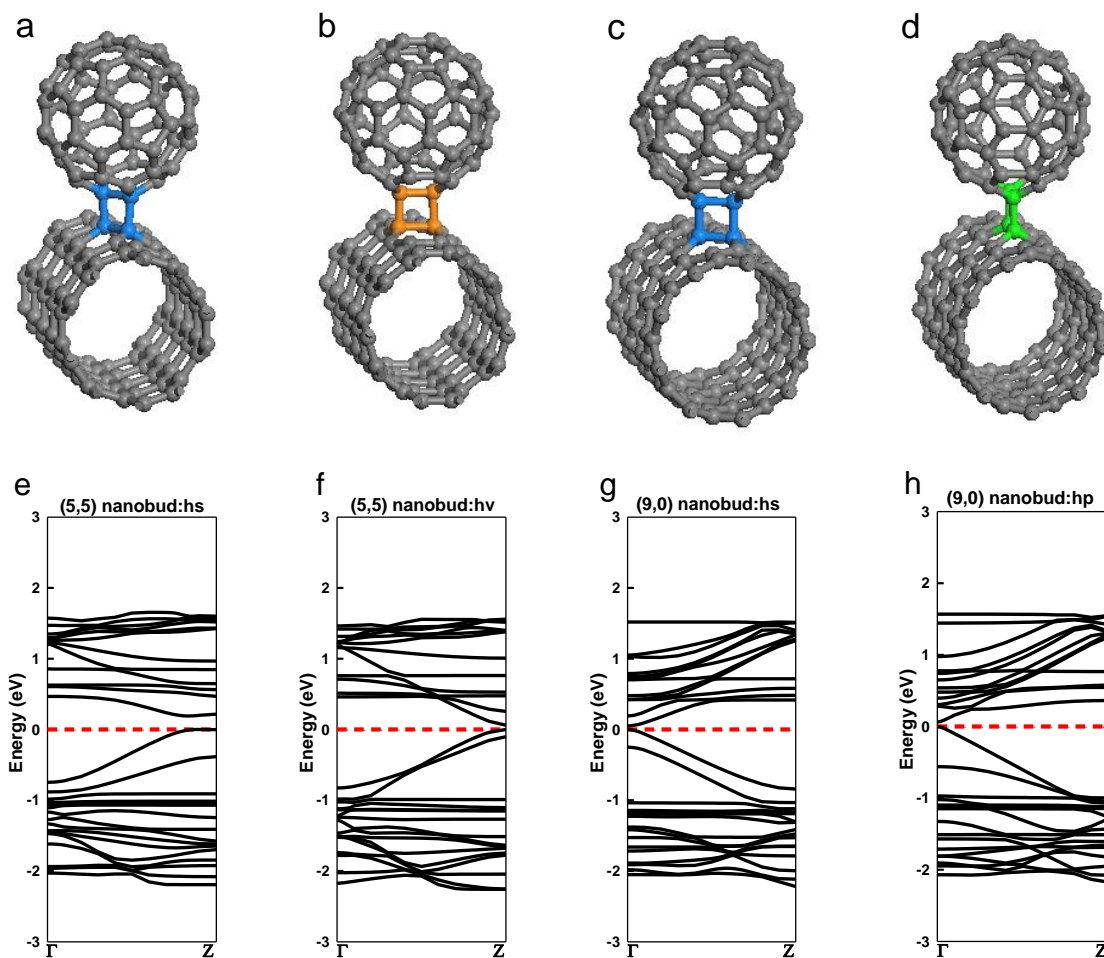 a
b
c
d
e
(5,5) nanobud:hs
3
2
1
0
-1
-2
-3
Energy (eV)
Γ
Z
f
(5,5) nanobud:hv
3
2
1
0
-1
-2
-3
Energy (eV)
Γ
Z
g
(9,0) nanobud:hs
3
2
1
0
-1
-2
-3
Energy (eV)
Γ
Z
h
(9,0) nanobud:hp
3
2
1
0
-1
-2
-3
Energy (eV)
Γ
Z